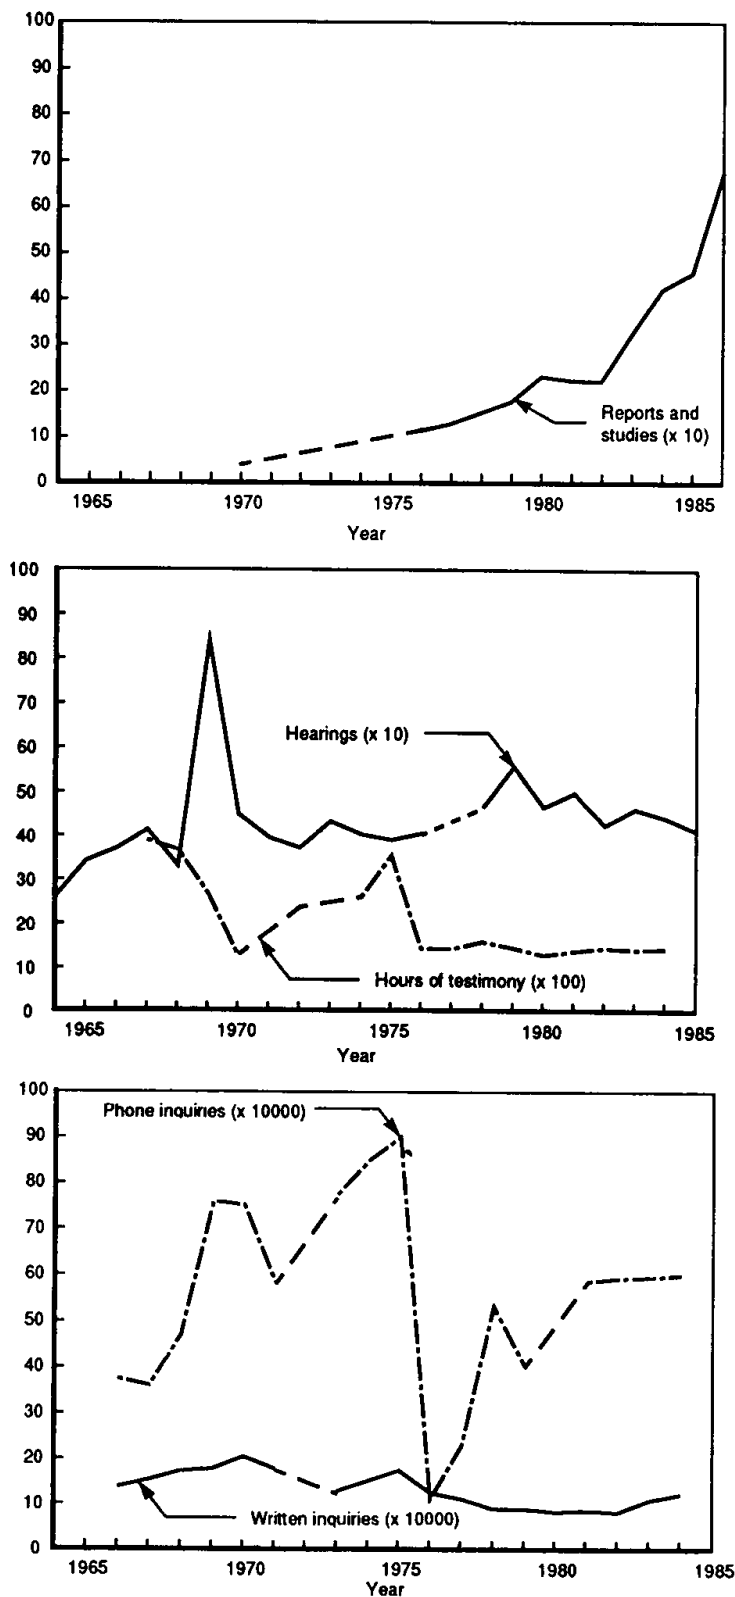 100
90
80
70
60
50
40
30
20
10
0
Reports and
studies (x 10)
1965 1970 1975 1980 1985
Year
100
90
80
70
60
50
40
30
20
10
0
Hearings (x 10)
Hours of testimony (x 100)
1965 1970 1975 1980 1985
Year
100
Phone inquiries (x 10000)
90
80
70
60
50
40
30
20
10
0
Written inquiries (x 10000)
1965 1970 1975 1980 1985
Year